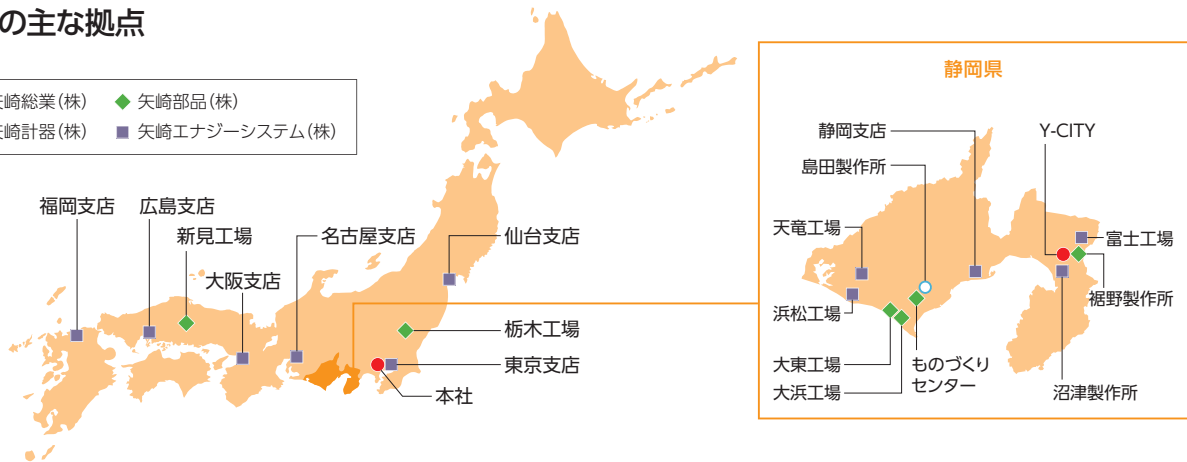 の主な拠点
崎総業(株)
矢崎部品(株)
崎計器(株)
矢崎エナジーシステム(株)
静岡県
静岡支店
Y-CITY
島田製作所
天竜工場
富士工場
裾野製作所
浜松工場
大東工場
ものづくり
センター
大浜工場
沼津製作所
福岡支店
広島支店
新見工場
名古屋支店
仙台支店
大阪支店
栃木工場
東京支店
本社